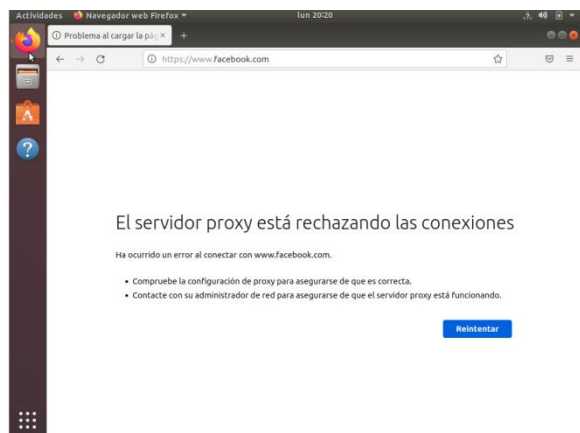 Actividades Navegador web Firefox lun 20:20
Problema al cargar la pág
https://www.facebook.com
El servidor proxy está rechazando las conexiones
Ha ocurrido un error al conectar con www.facebook.com.
Compruebe la configuración de proxy para asegurarse de que es correcta.
Contacte con su administrador de red para asegurarse de que el servidor proxy está funcionando.
Reintentar